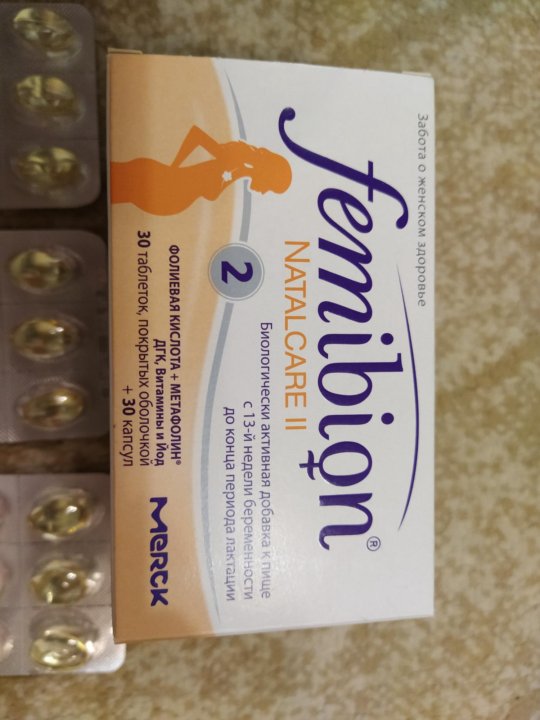 Забота о женском здоровье
femibion®
NATALCARE II
2
Биологически активная добавка к пище
с 13-й недели беременности
до конца периода лактации
ФОЛИЕВАЯ КИСЛОТА + МЕТАФОЛИН®
ДГК, Витамины и Йод
30 таблеток, покрытых оболочкой
+ 30 капсул
MERCK